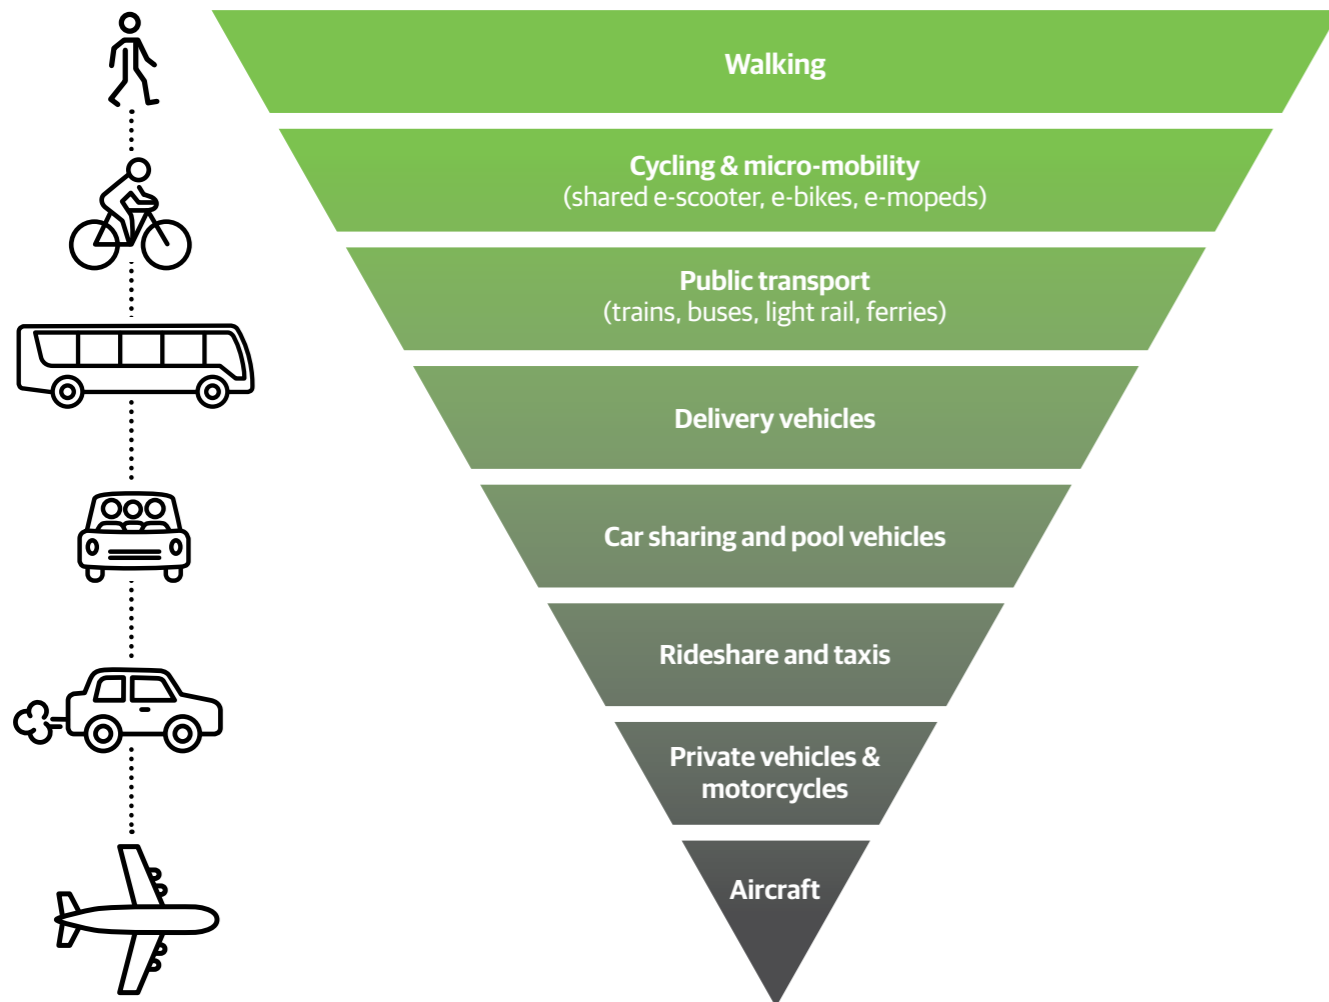 Walking
Cycling & micro-mobility
(shared e-scooter, e-bikes, e-mopeds)
Public transport
(trains, buses, light rail, ferries)
Delivery vehicles
Car sharing and pool vehicles
Rideshare and taxis
Private vehicles &
motorcycles
Aircraft